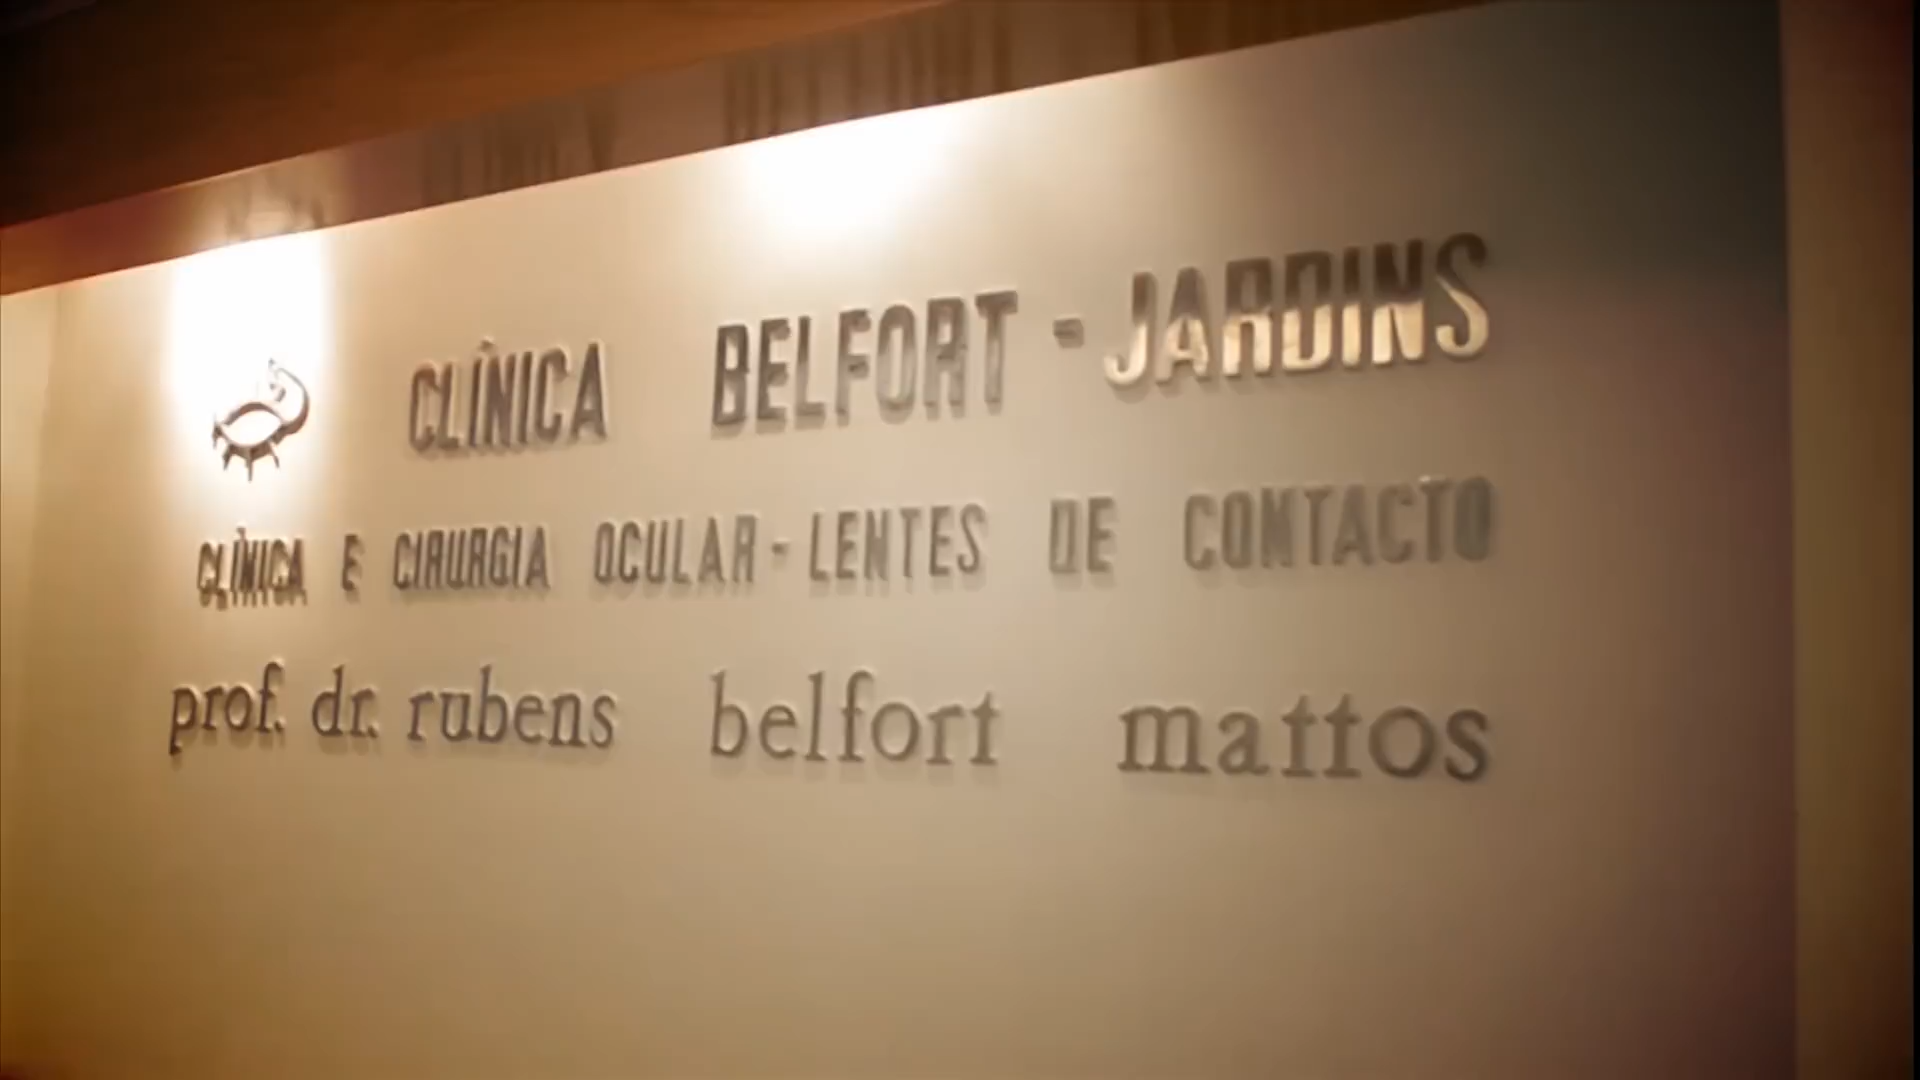 CLÍNICA BELFORT - JARDINS
CLÍNICA E CIRURGIA OCULAR - LENTES DE CONTACTO
prof. dr. rubens belfort mattos